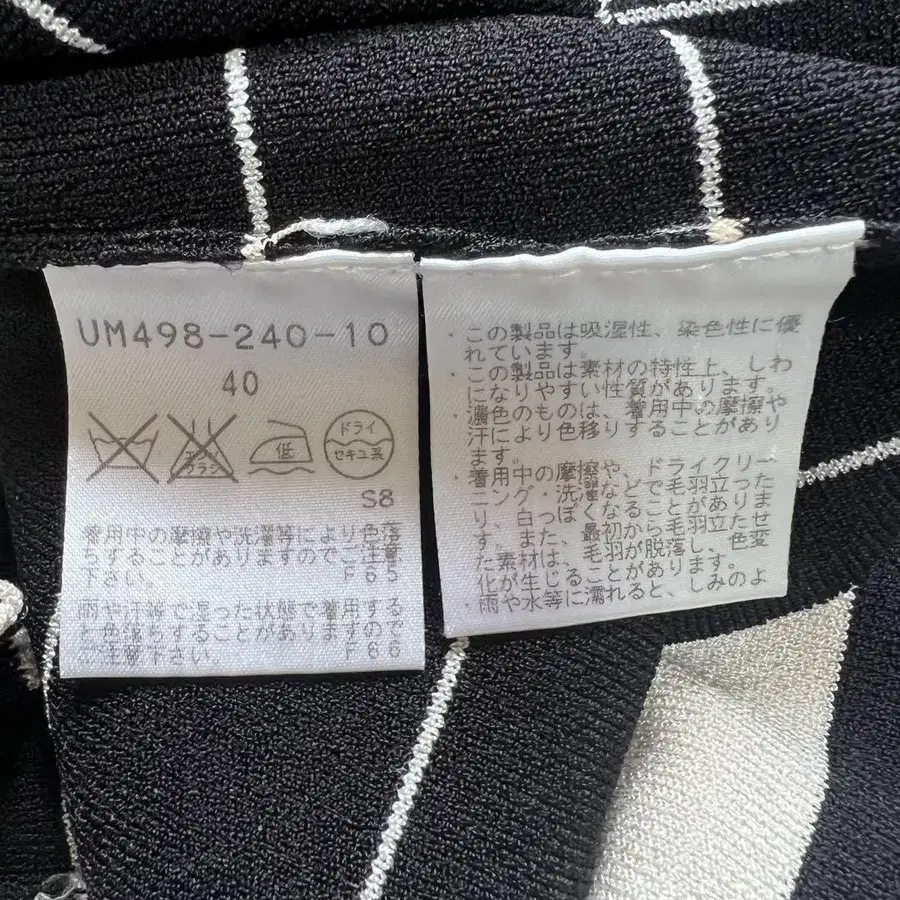 UM498-240-10
40
エンソ
サラシ
低
ドライ
セキユ系
S8
着用中の摩擦や洗濯等により色落
ちすることがありますのでご注意
下さい。 F65
雨や汗等で湿った状態で着用する
と色落ちすることがありますので
ご注意下さい。 F66
・この製品は吸湿性、染色性に優
れています。
・この製品は素材の特性上、しわ
になりやすい性質があります。
・濃色のものは、着用中の摩擦や
汗により色移りすることがあり
ます。
・着用中の摩擦や、ドライクリー
ニング・洗濯などで毛羽立った
り、白っぽくなることがありま
す。また、最初から毛羽立たせ
た素材は、毛羽が脱落し、色変
化が生じることがあります。
・雨や水等に濡れると、しみのよ